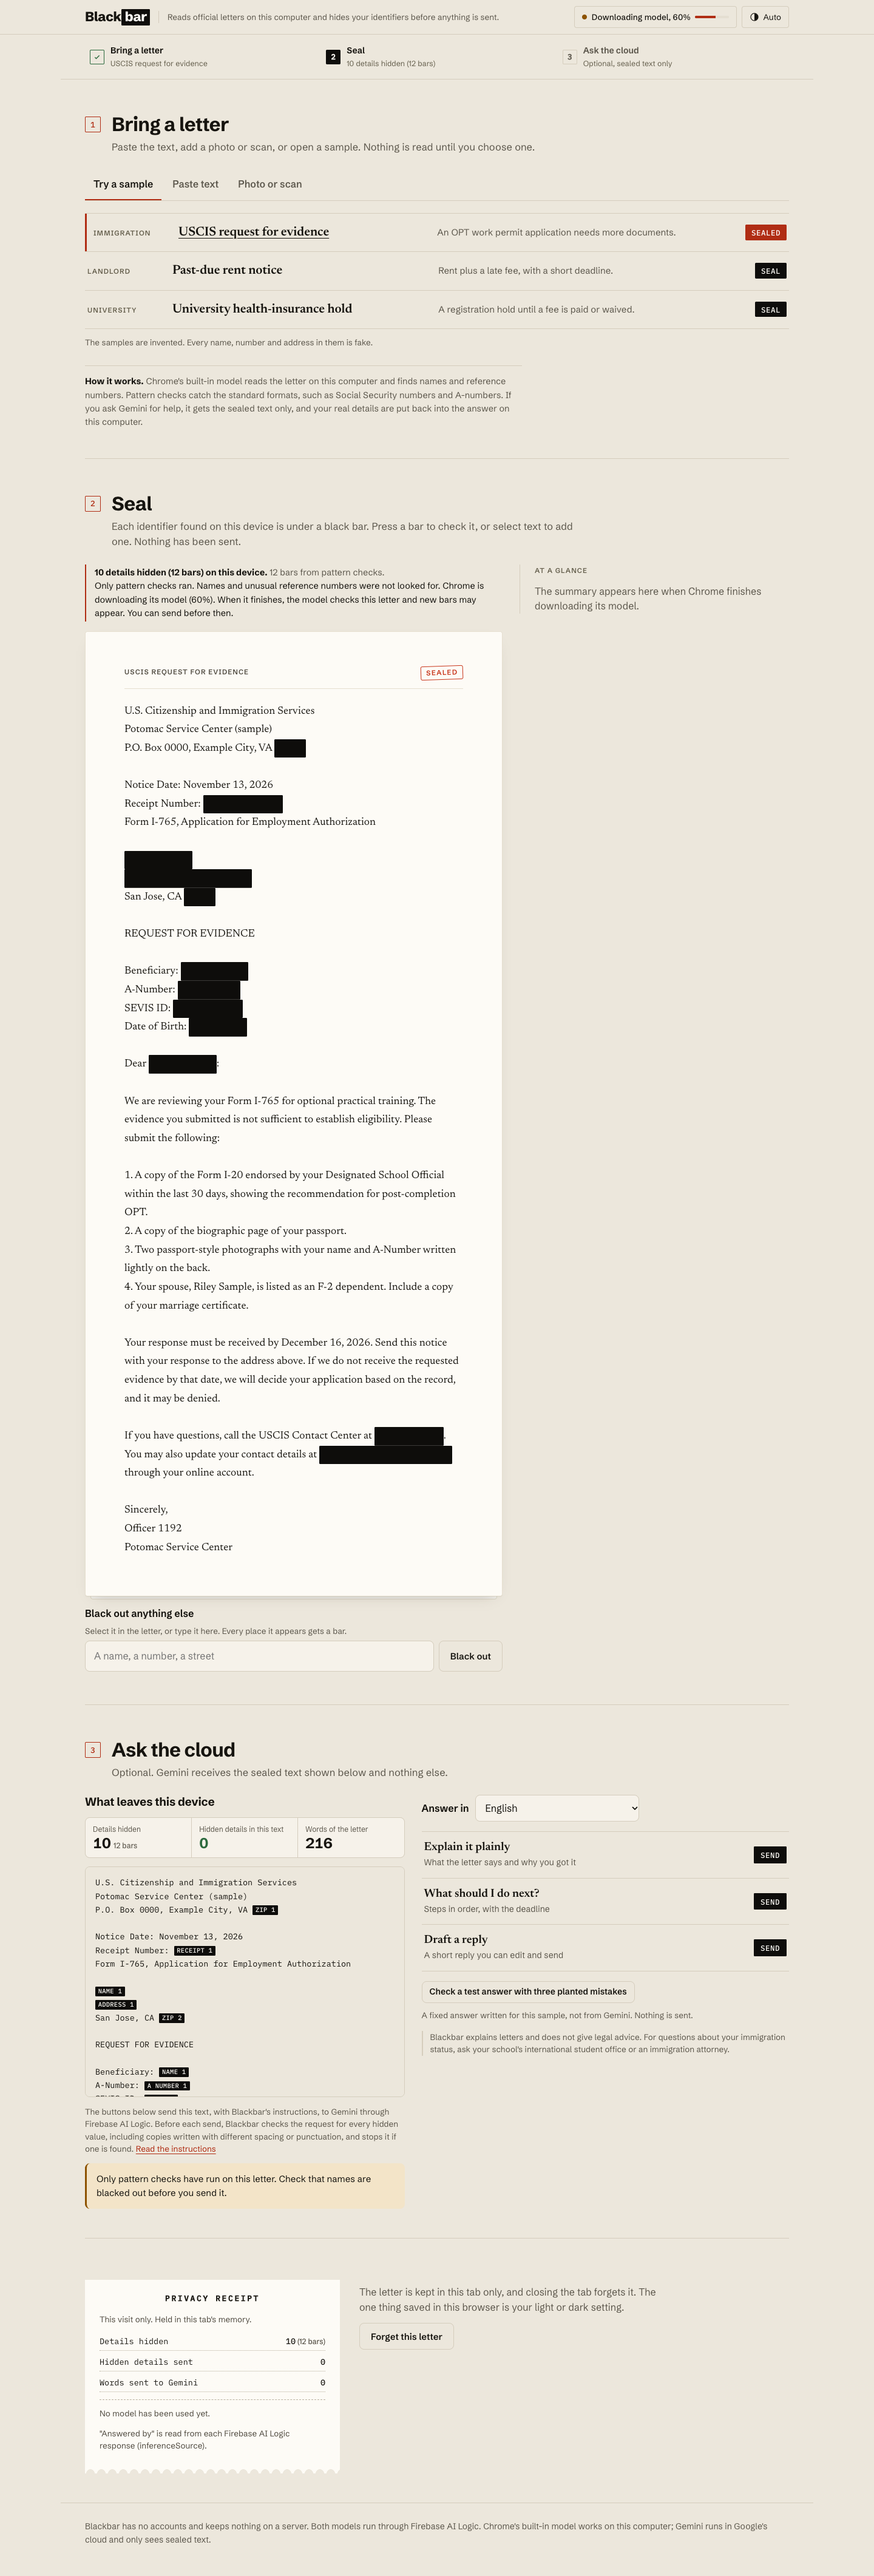 Blackbar
Reads official letters on this computer and hides your identifiers before anything is sent.
Downloading model, 60%
Auto
Bring a letter
USCIS request for evidence
2
Seal
10 details hidden (12 bars)
3
Ask the cloud
Optional, sealed text only
1
Bring a letter
Paste the text, add a photo or scan, or open a sample. Nothing is read until you choose one.
Try a sample
Paste text
Photo or scan
IMMIGRATION
USCIS request for evidence
An OPT work permit application needs more documents.
SEALED
LANDLORD
Past-due rent notice
Rent plus a late fee, with a short deadline.
SEAL
UNIVERSITY
University health-insurance hold
A registration hold until a fee is paid or waived.
SEAL
The samples are invented. Every name, number and address in them is fake.
How it works. Chrome's built-in model reads the letter on this computer and finds names and reference
numbers. Pattern checks catch the standard formats, such as Social Security numbers and A-numbers. If
you ask Gemini for help, it gets the sealed text only, and your real details are put back into the answer on
this computer.
2
Seal
Each identifier found on this device is under a black bar. Press a bar to check it, or select text to add
one. Nothing has been sent.
10 details hidden (12 bars) on this device. 12 bars from pattern checks.
Only pattern checks ran. Names and unusual reference numbers were not looked for. Chrome is
downloading its model (60%). When it finishes, the model checks this letter and new bars may
appear. You can send before then.
AT A GLANCE
The summary appears here when Chrome finishes
downloading its model.
USCIS REQUEST FOR EVIDENCE
SEALED
U.S. Citizenship and Immigration Services
Potomac Service Center (sample)
P.O. Box 0000, Example City, VA
Notice Date: November 13, 2026
Receipt Number:
Form I-765, Application for Employment Authorization
San Jose, CA
REQUEST FOR EVIDENCE
Beneficiary:
A-Number:
SEVIS ID:
Date of Birth:
Dear :
We are reviewing your Form I-765 for optional practical training. The
evidence you submitted is not sufficient to establish eligibility. Please
submit the following:
1. A copy of the Form I-20 endorsed by your Designated School Official
within the last 30 days, showing the recommendation for post-completion
OPT.
2. A copy of the biographic page of your passport.
3. Two passport-style photographs with your name and A-Number written
lightly on the back.
4. Your spouse, Riley Sample, is listed as an F-2 dependent. Include a copy
of your marriage certificate.
Your response must be received by December 16, 2026. Send this notice
with your response to the address above. If we do not receive the requested
evidence by that date, we will decide your application based on the record,
and it may be denied.
If you have questions, call the USCIS Contact Center at .
You may also update your contact details at
through your online account.
Sincerely,
Officer 1192
Potomac Service Center
Black out anything else
Select it in the letter, or type it here. Every place it appears gets a bar.
A name, a number, a street
Black out
3
Ask the cloud
Optional. Gemini receives the sealed text shown below and nothing else.
What leaves this device
Details hidden
10 12 bars
Hidden details in this text
0
Words of the letter
216
U.S. Citizenship and Immigration Services
Potomac Service Center (sample)
P.O. Box 0000, Example City, VA ZIP 1
Notice Date: November 13, 2026
Receipt Number: RECEIPT 1
Form I-765, Application for Employment Authorization
NAME 1
ADDRESS 1
San Jose, CA ZIP 2
REQUEST FOR EVIDENCE
Beneficiary: NAME 1
A-Number: A NUMBER 1
The buttons below send this text, with Blackbar's instructions, to Gemini through
Firebase AI Logic. Before each send, Blackbar checks the request for every hidden
value, including copies written with different spacing or punctuation, and stops it if
one is found. Read the instructions
Only pattern checks have run on this letter. Check that names are
blacked out before you send it.
Answer in
English
Explain it plainly
What the letter says and why you got it
SEND
What should I do next?
Steps in order, with the deadline
SEND
Draft a reply
A short reply you can edit and send
SEND
Check a test answer with three planted mistakes
A fixed answer written for this sample, not from Gemini. Nothing is sent.
Blackbar explains letters and does not give legal advice. For questions about your immigration
status, ask your school's international student office or an immigration attorney.
PRIVACY RECEIPT
This visit only. Held in this tab's memory.
Details hidden 10 (12 bars)
Hidden details sent 0
Words sent to Gemini 0
No model has been used yet.
"Answered by" is read from each Firebase AI Logic
response (inferenceSource).
The letter is kept in this tab only, and closing the tab forgets it. The
one thing saved in this browser is your light or dark setting.
Forget this letter
Blackbar has no accounts and keeps nothing on a server. Both models run through Firebase AI Logic. Chrome's built-in model works on this computer; Gemini runs in Google's
cloud and only sees sealed text.